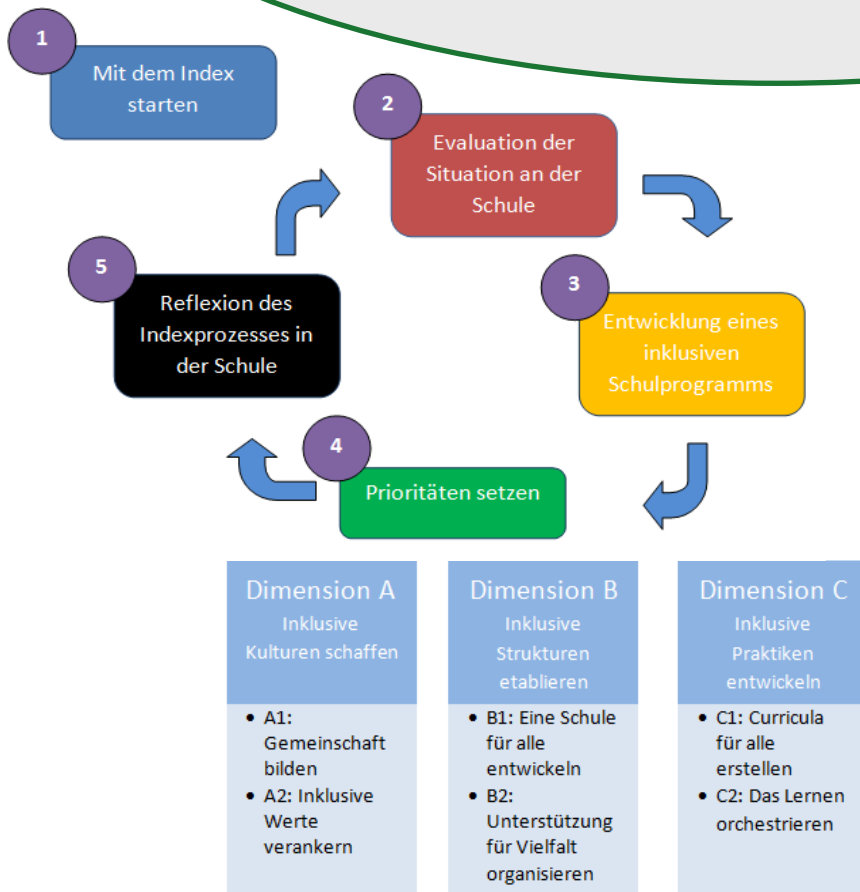 1
Mit dem Index
starten
2
Evaluation der
Situation an der
Schule
3
Entwicklung eines
inklusiven
Schulprogramms
4
Prioritäten setzen
5
Reflexion des
Indexprozesses in
der Schule
Dimension A
Inklusive
Kulturen schaffen
• A1:
Gemeinschaft
bilden
• A2: Inklusive
Werte
verankern
Dimension B
Inklusive
Strukturen
etablieren
• B1: Eine Schule
für alle
entwickeln
• B2:
Unterstützung
für Vielfalt
organisieren
Dimension C
Inklusive
Praktiken
entwickeln
• C1: Curricula
für alle
erstellen
• C2: Das Lernen
orchestrieren